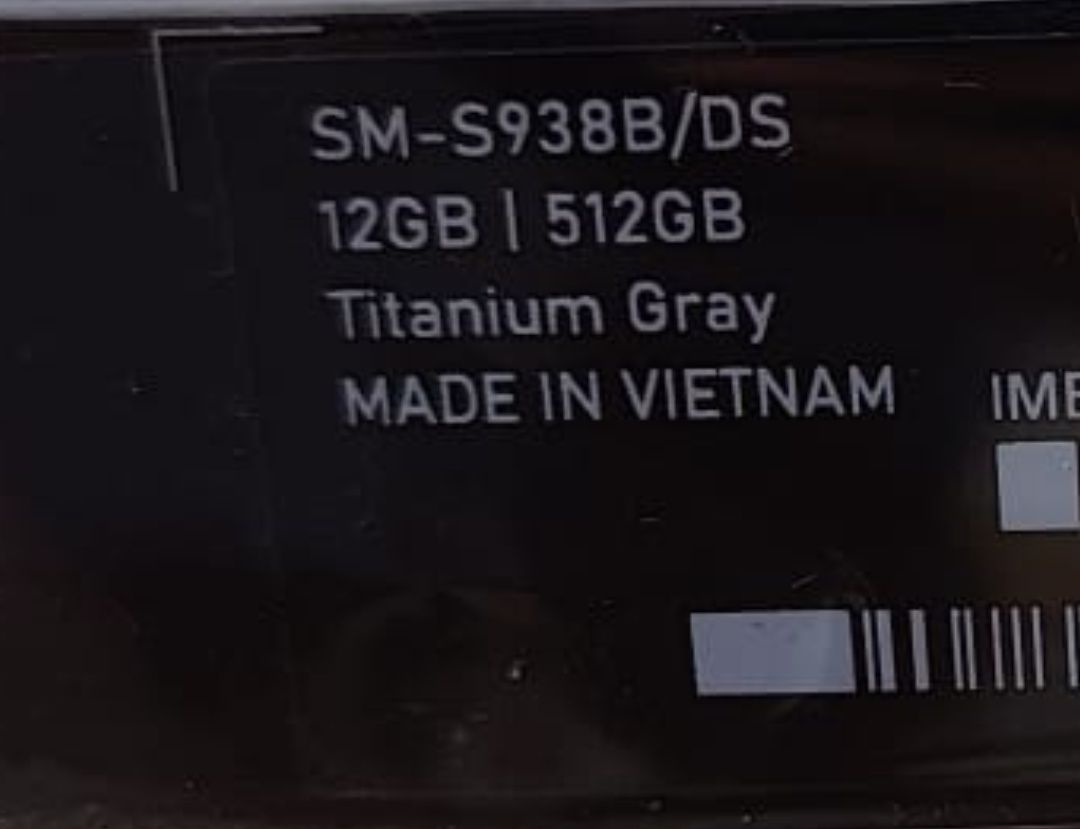 SM-S938B/DS
12GB | 512GB
Titanium Gray
MADE IN VIETNAM